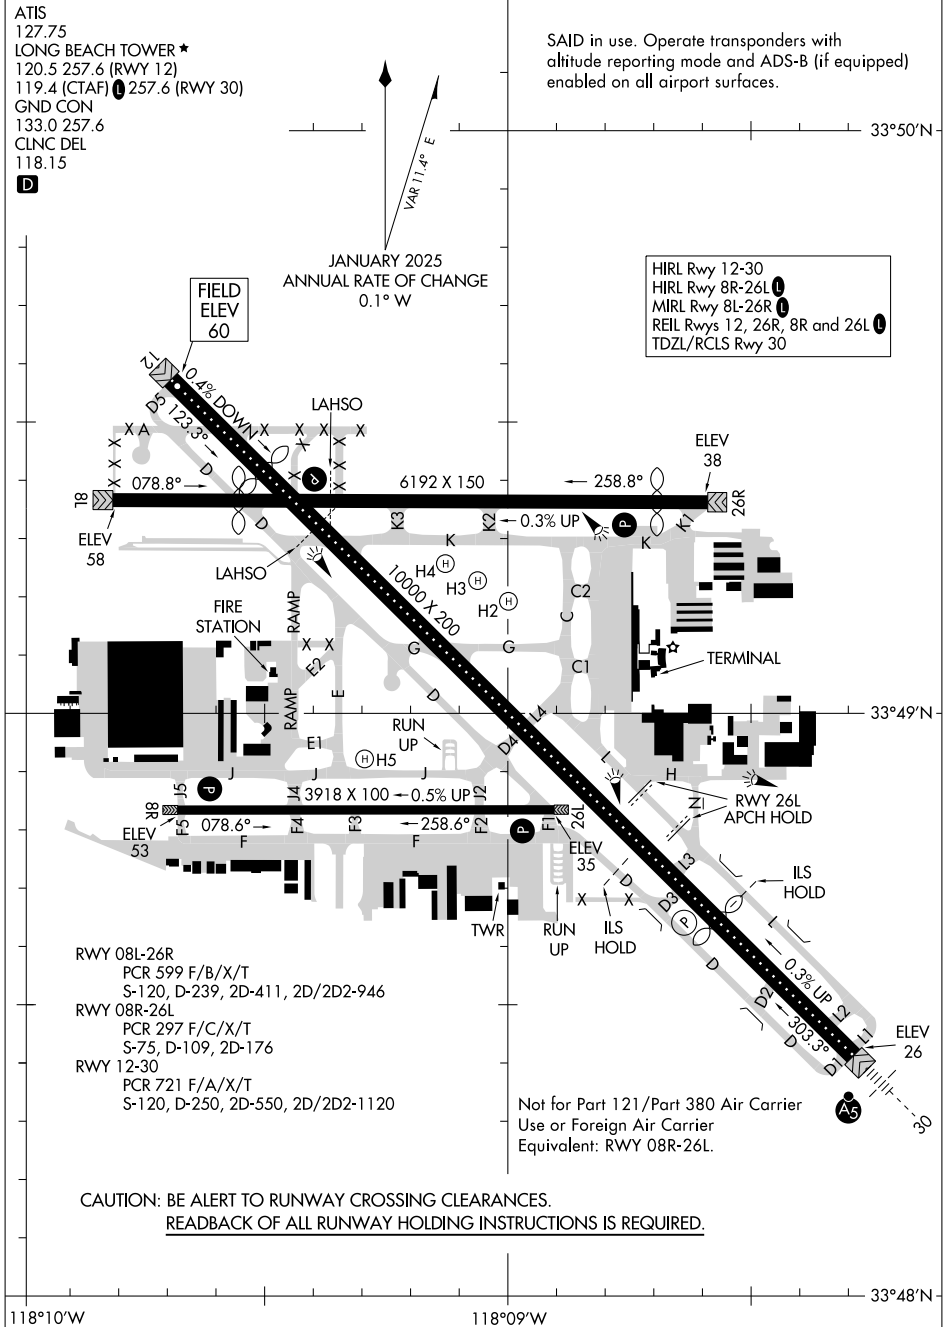 ATIS
127.75
LONG BEACH TOWER ★
120.5 257.6 (RWY 12)
119.4 (CTAF) L 257.6 (RWY 30)
GND CON
133.0 257.6
CLNC DEL
118.15
D
SAID in use. Operate transponders with
altitude reporting mode and ADS-B (if equipped)
enabled on all airport surfaces.
33°50'N
VAR 11.4° E
JANUARY 2025
ANNUAL RATE OF CHANGE
0.1° W
HIRL Rwy 12-30
HIRL Rwy 8R-26L L
MIRL Rwy 8L-26R L
REIL Rwys 12, 26R, 8R and 26L L
TDZL/RCLS Rwy 30
FIELD
ELEV
60
12
0.4% DOWN
123.3°
D5
LAHSO
X X A
X X X X X
X
X
X
X
X
X
X
X
D
P
ELEV
38
8L
078.8°
6192 X 150
258.8°
26R
ELEV
58
D
K3
K2
0.3% UP
P
K1
K
K
LAHSO
H4 H
H3 H
H2 H
10000 X 200
C2
C
FIRE
STATION
RAMP
X X
E2
G
G
C1
TERMINAL
E
D
RAMP
33°49'N
L4
RUN
UP
E1
D4
L
H5
H
J
J
J
H
J5
P
J4
3918 X 100
0.5% UP
J2
N
RWY 26L
APCH HOLD
8R
26L
ELEV
53
F5
078.6°
F4
F3
258.6°
F2
P
F1
ELEV
35
F
F
L3
ILS
HOLD
D
X X
D3
P
TWR
RUN
UP
ILS
HOLD
L
D
0.3% UP
D2
303.3°
D
L2
L1
D1
ELEV
26
A5
30
RWY 08L-26R
PCR 599 F/B/X/T
S-120, D-239, 2D-411, 2D/2D2-946
RWY 08R-26L
PCR 297 F/C/X/T
S-75, D-109, 2D-176
RWY 12-30
PCR 721 F/A/X/T
S-120, D-250, 2D-550, 2D/2D2-1120
Not for Part 121/Part 380 Air Carrier
Use or Foreign Air Carrier
Equivalent: RWY 08R-26L.
CAUTION: BE ALERT TO RUNWAY CROSSING CLEARANCES.
READBACK OF ALL RUNWAY HOLDING INSTRUCTIONS IS REQUIRED.
33°48'N
118°10'W
118°09'W